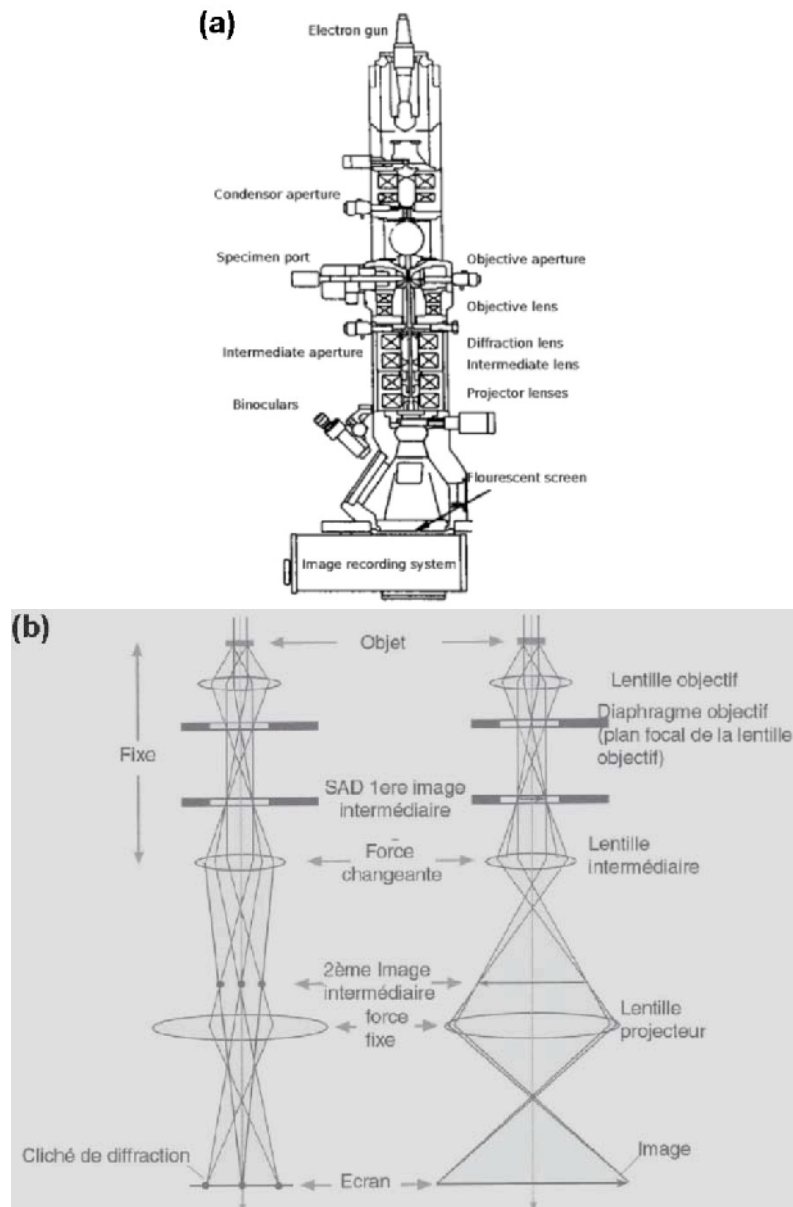 (a)
Electron gun
Condensor aperture
Specimen port
Objective aperture
Objective lens
Intermediate aperture
Diffraction lens
Intermediate lens
Projector lenses
Binoculars
Flourescent screen
Image recording system
(b)
Objet
Lentille objectif
Diaphragme objectif
(plan focal de la lentille
objectif)
Fixe
SAD 1ere image
intermédiaire
Force
changeante
Lentille
intermédiaire
2ème Image
intermédiaire
force
fixe
Lentille
projecteur
Cliché de diffraction
Image
Ecran